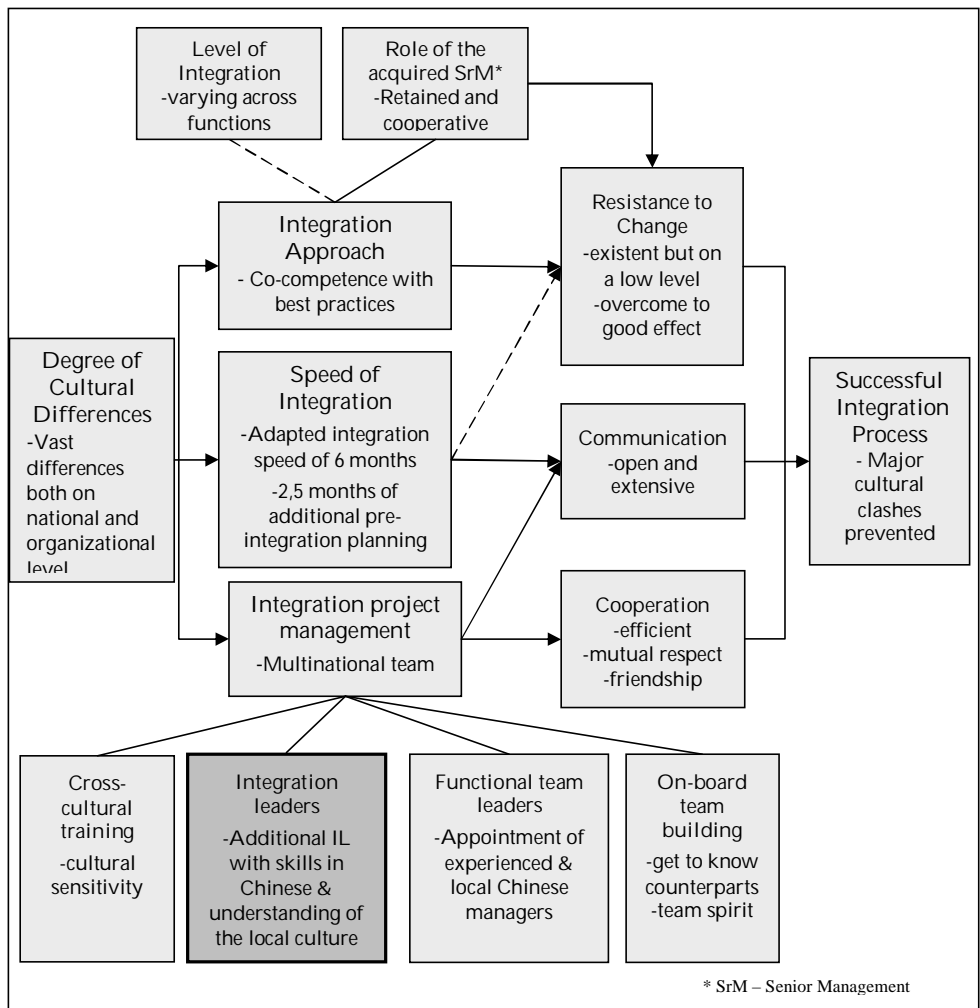 Level of
Integration
-varying across
functions
Role of the
acquired SrM*
-Retained and
cooperative
Integration
Approach
- Co-competence with
best practices
Resistance to
Change
-existent but on
a low level
-overcome to
good effect
Degree of
Cultural
Differences
-Vast
differences
both on
national and
organizational
level
Speed of
Integration
-Adapted integration
speed of 6 months
-2,5 months of
additional pre-
integration planning
Communication
-open and
extensive
Successful
Integration
Process
- Major
cultural
clashes
prevented
Integration project
management
-Multinational team
Cooperation
-efficient
-mutual respect
-friendship
Cross-
cultural
training
-cultural
sensitivity
Integration
leaders
-Additional IL
with skills in
Chinese &
understanding of
the local culture
Functional team
leaders
-Appointment of
experienced &
local Chinese
managers
On-board
team
building
-get to know
counterparts
-team spirit
* SrM – Senior Management